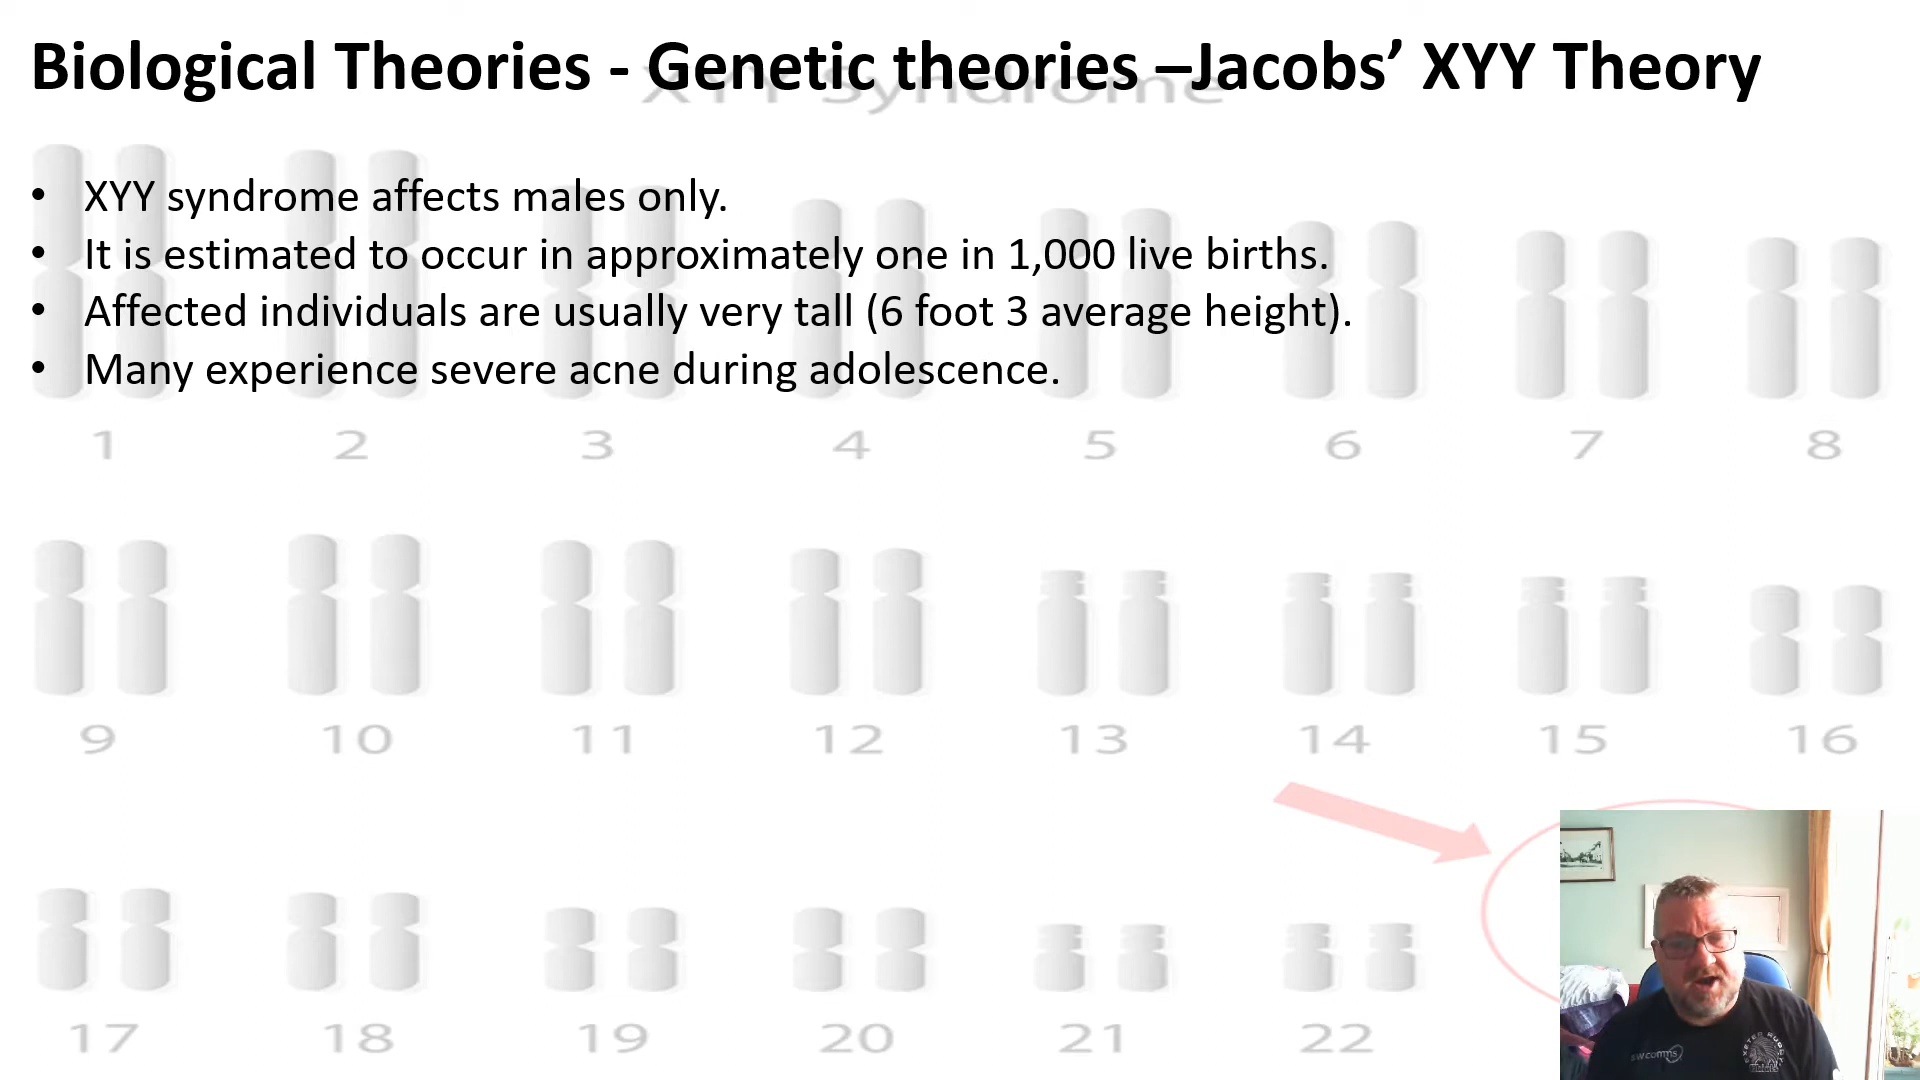 Biological Theories - Genetic theories –Jacobs’ XYY Theory
XYY Syndrome
• XYY syndrome affects males only.
• It is estimated to occur in approximately one in 1,000 live births.
• Affected individuals are usually very tall (6 foot 3 average height).
• Many experience severe acne during adolescence.
1 2 3 4 5 6 7 8
9 10 11 12 13 14 15 16
17 18 19 20 21 22
swcomms
EXETER RUGBY